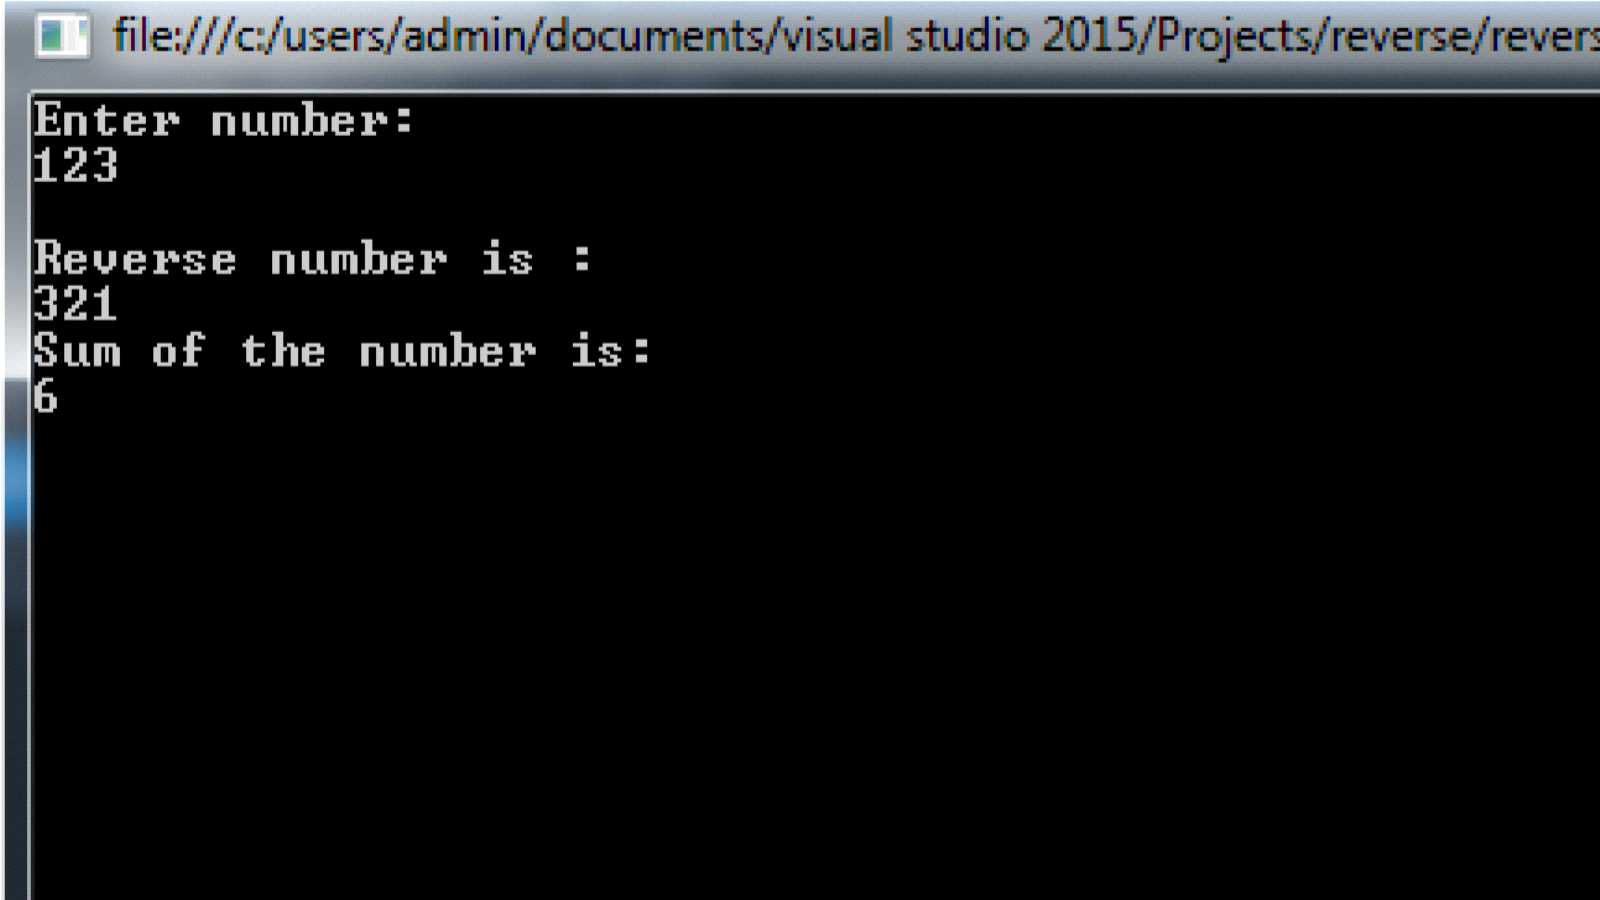 file:///c:/users/admin/documents/visual studio 2015/Projects/reverse/revers
Enter number:
123
Reverse number is :
321
Sum of the number is:
6